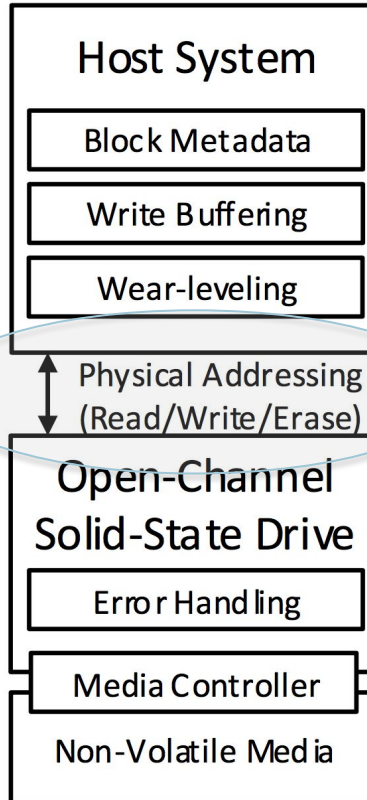 Host System
Block Metadata
Write Buffering
Wear-leveling
Physical Addressing
(Read/Write/Erase)
Open-Channel
Solid-State Drive
Error Handling
Media Controller
Non-Volatile Media